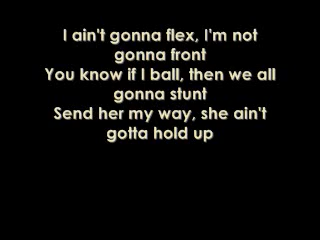 I ain't gonna flex, I'm not
gonna front
You know if I ball, then we all
gonna stunt
Send her my way, she ain't
gotta hold up